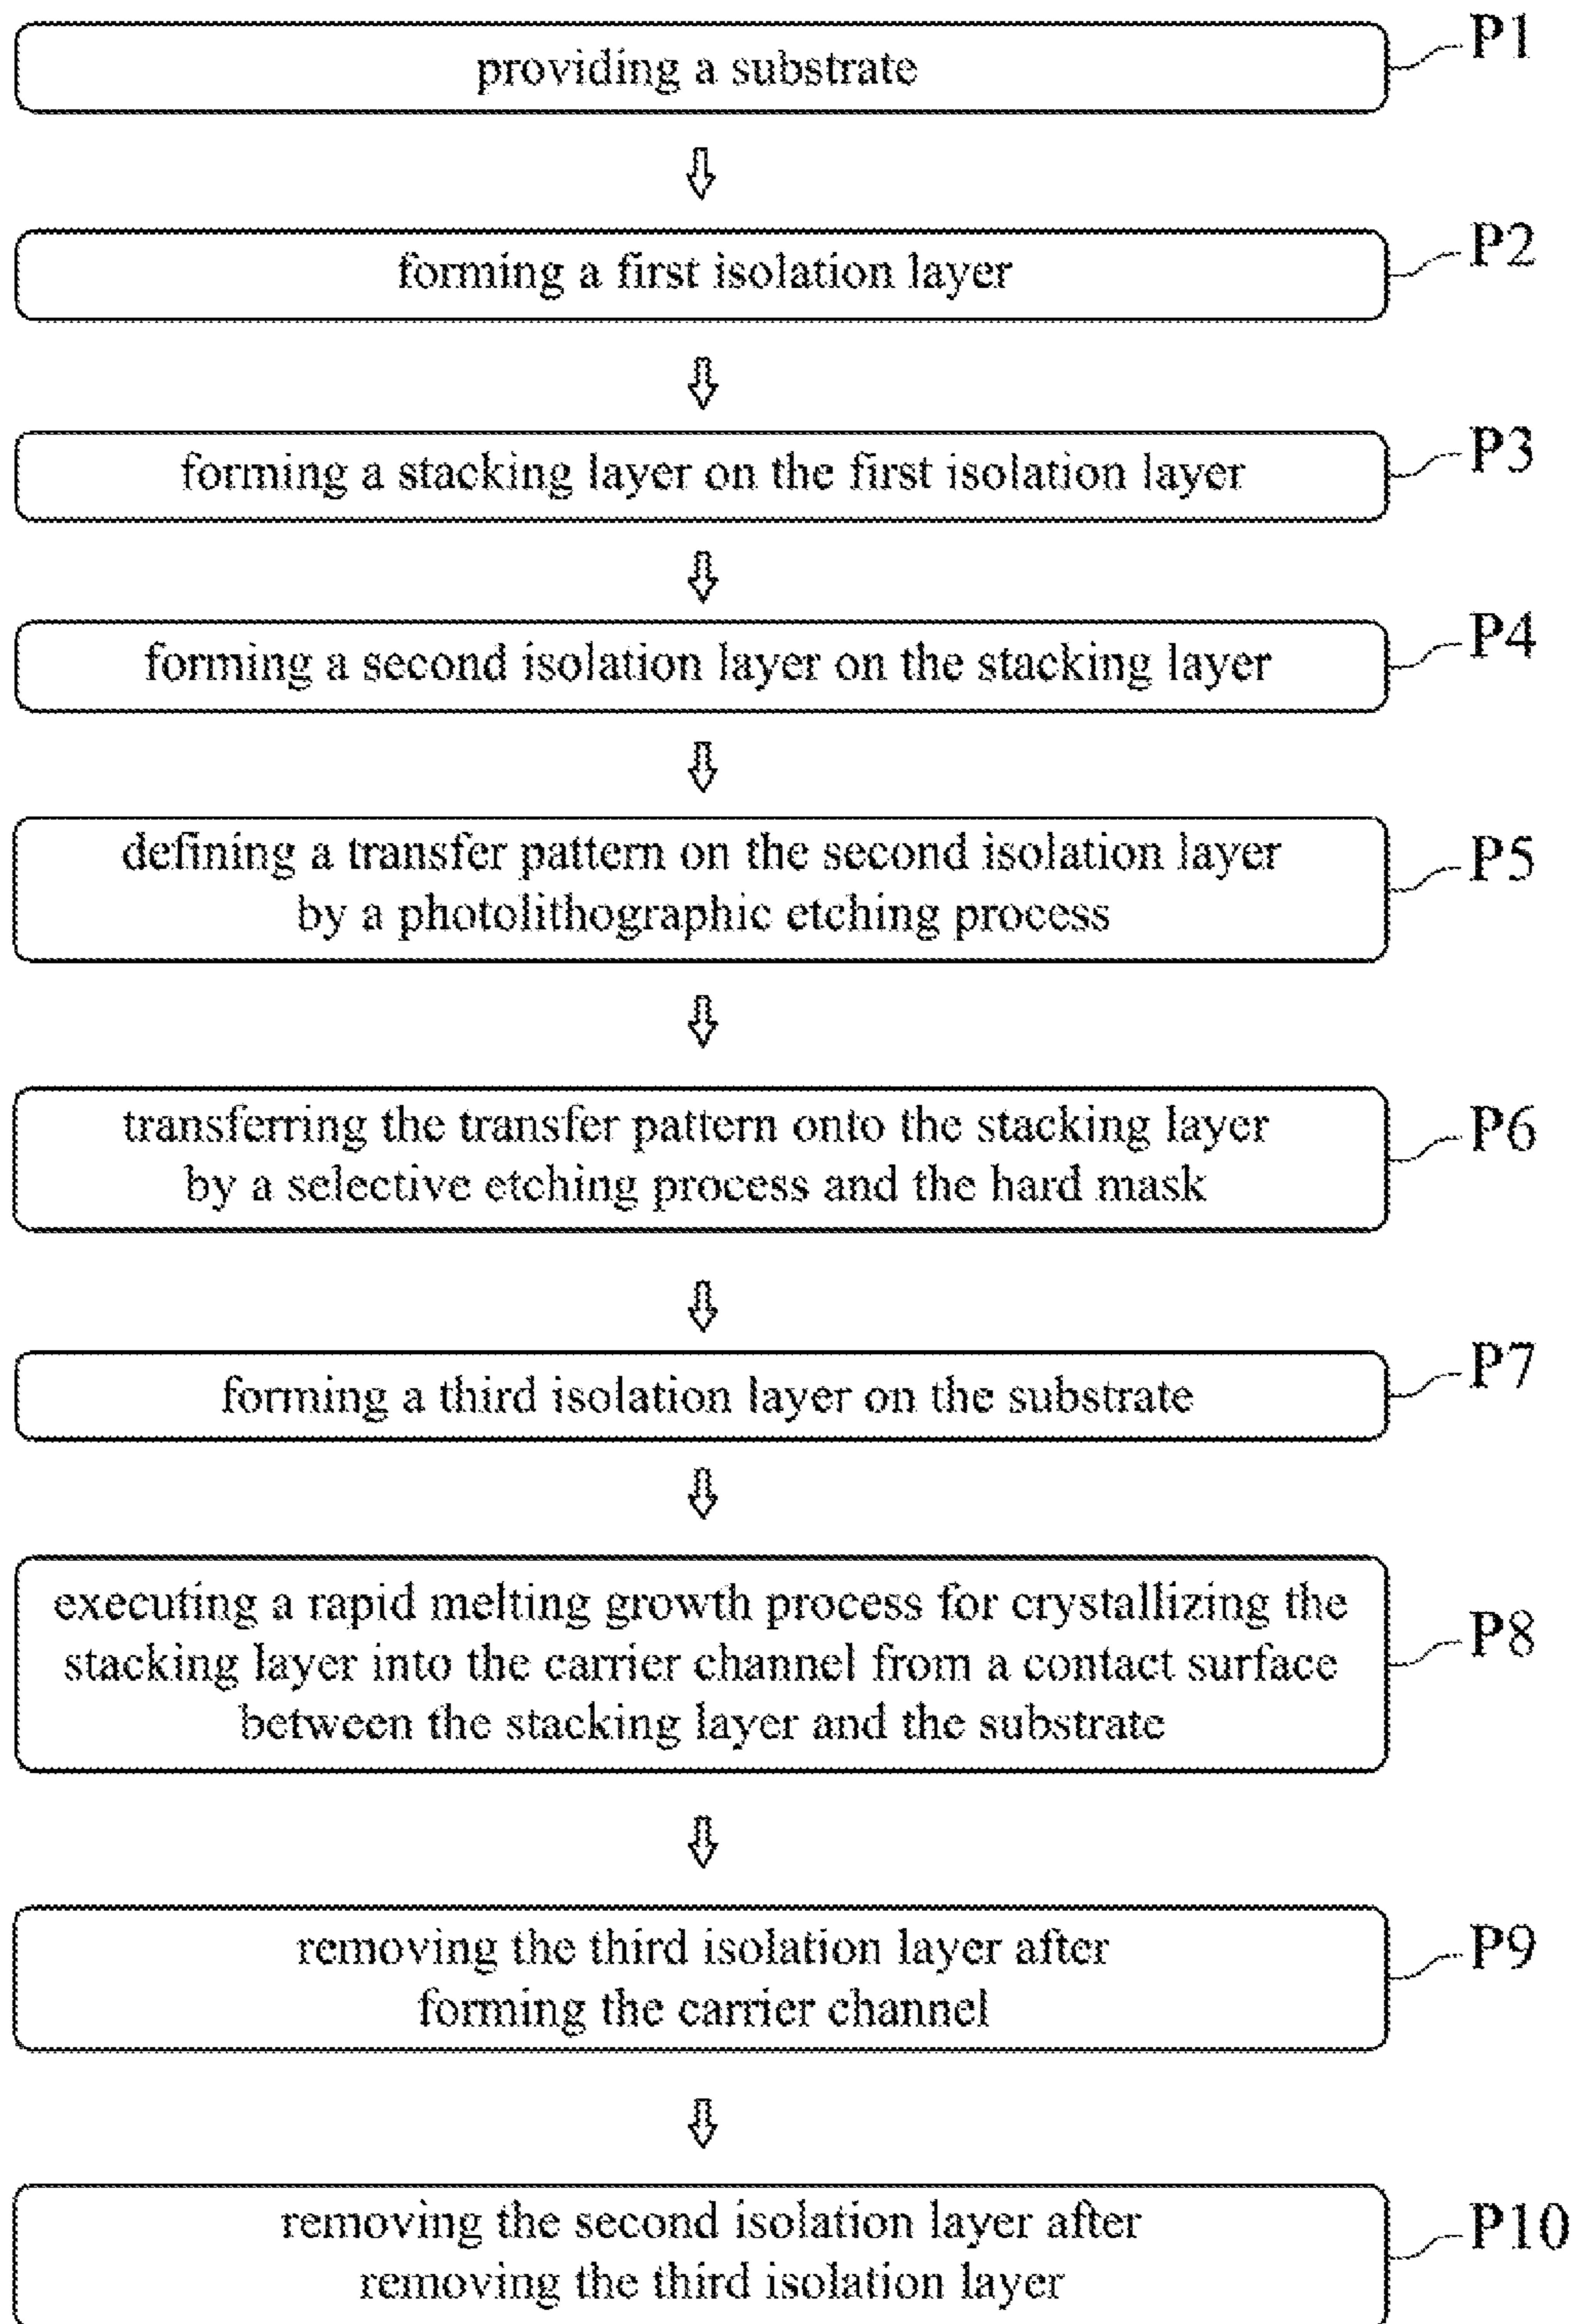 providing a substrate
P1
forming a first isolation layer
P2
forming a stacking layer on the first isolation layer
P3
forming a second isolation layer on the stacking layer
P4
defining a transfer pattern on the second isolation layer
by a photolithographic etching process
P5
transferring the transfer pattern onto the stacking layer
by a selective etching process and the hard mask
P6
forming a third isolation layer on the substrate
P7
executing a rapid melting growth process for crystallizing the
stacking layer into the carrier channel from a contact surface
between the stacking layer and the substrate
P8
removing the third isolation layer after
forming the carrier channel
P9
removing the second isolation layer after
removing the third isolation layer
P10